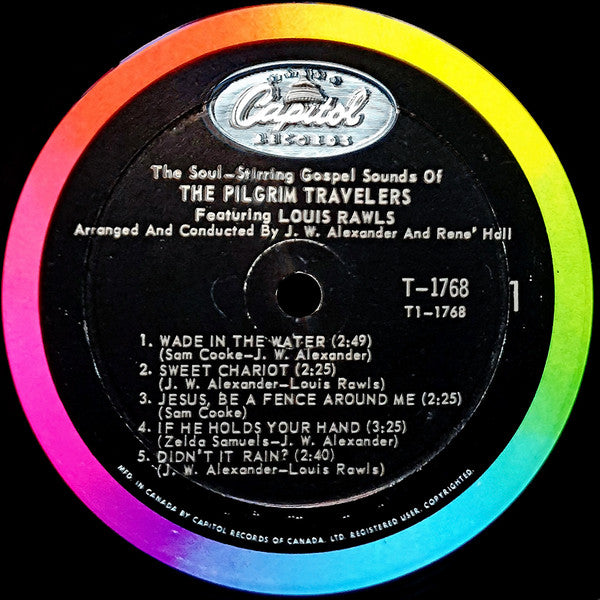 Capitol
RECORDS
The Soul-Stirring Gospel Sounds Of
THE PILGRIM TRAVELERS
Featuring LOUIS RAWLS
Arranged And Conducted By J. W. Alexander And Rene' Hall
T-1768
1
T1-1768
1. WADE IN THE WATER (2:49)
(Sam Cooke-J. W. Alexander)
2. SWEET CHARIOT (2:25)
(J. W. Alexander-Louis Rawls)
3. JESUS, BE A FENCE AROUND ME (2:25)
(Sam Cooke)
4. IF HE HOLDS YOUR HAND (3:25)
(Zelda Samuels-J. W. Alexander)
5. DIDN'T IT RAIN? (2:40)
(J. W. Alexander-Louis Rawls)
MFD. IN CANADA BY CAPITOL RECORDS OF CANADA, LTD. REGISTERED USER. COPYRIGHTED.